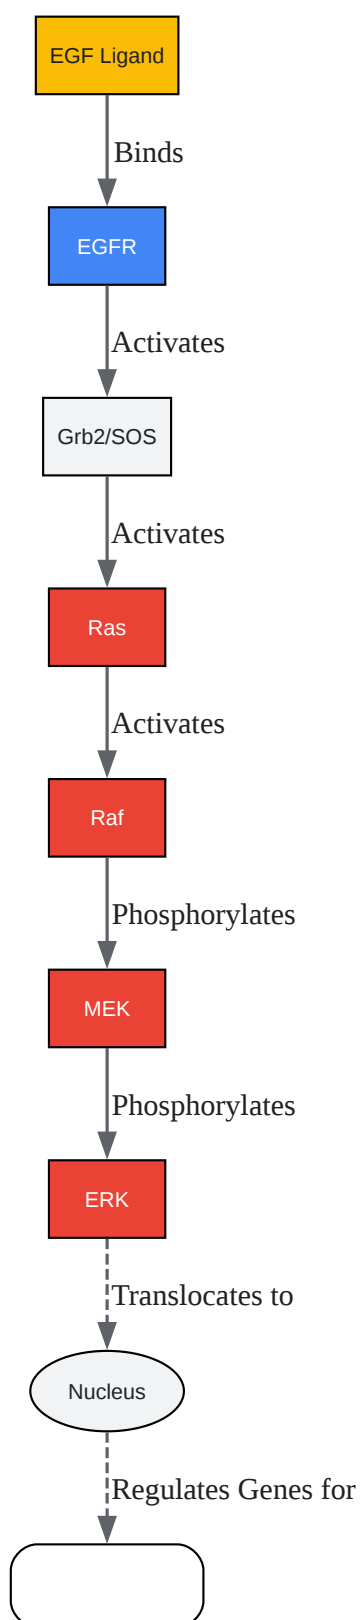 EGF Ligand
Binds
EGFR
Activates
Grb2/SOS
Activates
Ras
Activates
Raf
Phosphorylates
MEK
Phosphorylates
ERK
Translocates to
Nucleus
Regulates Genes for